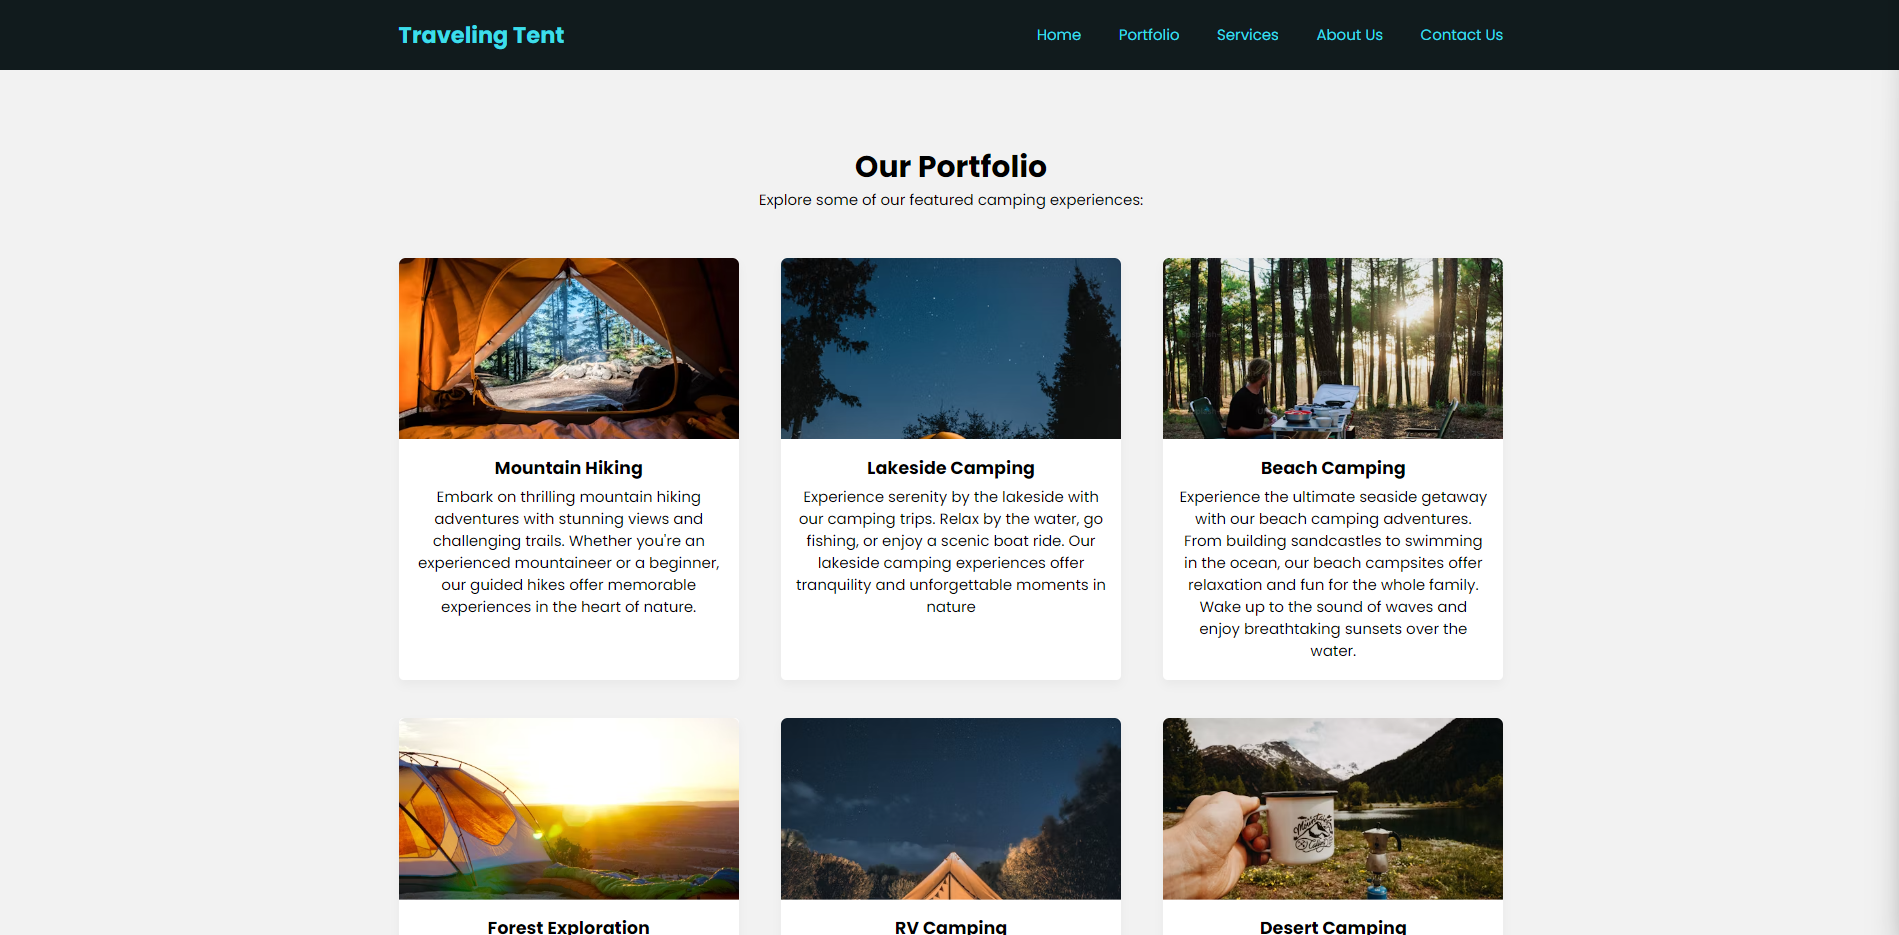 Traveling Tent
Home Portfolio Services About Us Contact Us
Our Portfolio
Explore some of our featured camping experiences:
Mountain Hiking
Embark on thrilling mountain hiking
adventures with stunning views and
challenging trails. Whether you're an
experienced mountaineer or a beginner,
our guided hikes offer memorable
experiences in the heart of nature.
Lakeside Camping
Experience serenity by the lakeside with
our camping trips. Relax by the water, go
fishing, or enjoy a scenic boat ride. Our
lakeside camping experiences offer
tranquility and unforgettable moments in
nature
Beach Camping
Experience the ultimate seaside getaway
with our beach camping adventures.
From building sandcastles to swimming
in the ocean, our beach campsites offer
relaxation and fun for the whole family.
Wake up to the sound of waves and
enjoy breathtaking sunsets over the
water.
Forest Exploration
RV Camping
Mountain
Desert Camping